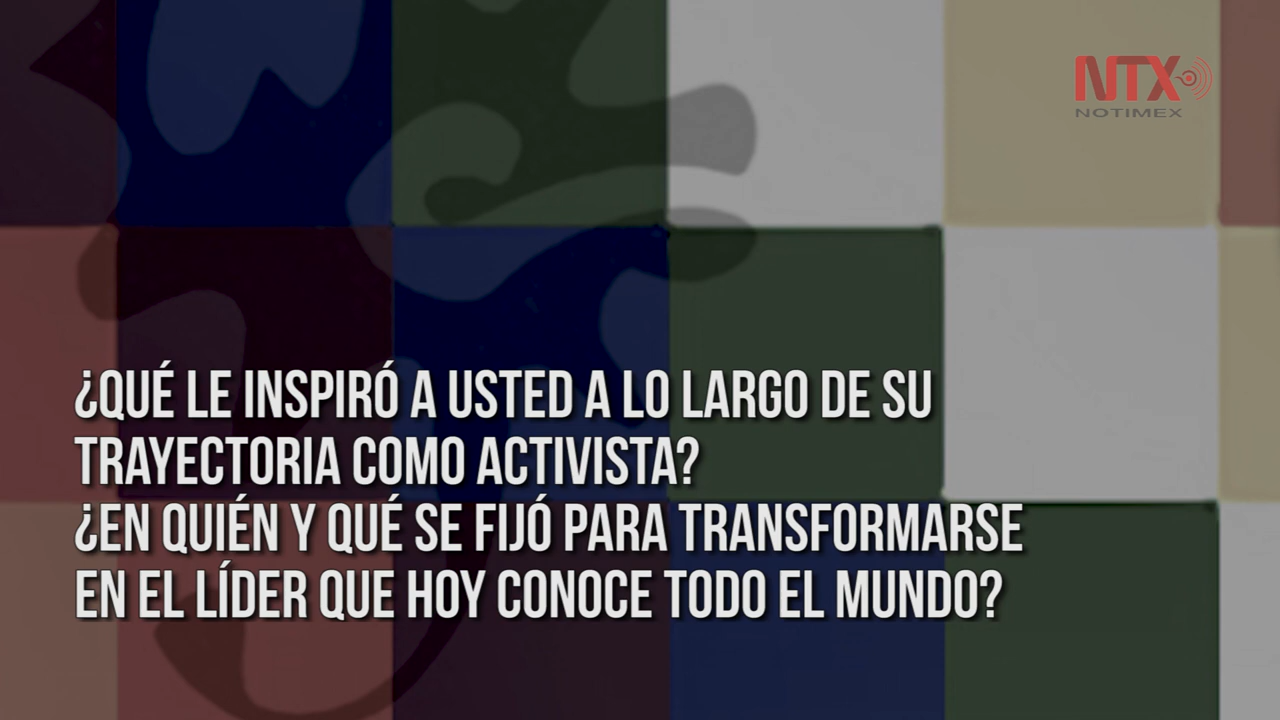 NTX
NOTIMEX
¿QUÉ LE INSPIRÓ A USTED A LO LARGO DE SU
TRAYECTORIA COMO ACTIVISTA?
¿EN QUIÉN Y QUÉ SE FIJÓ PARA TRANSFORMARSE
EN EL LÍDER QUE HOY CONOCE TODO EL MUNDO?